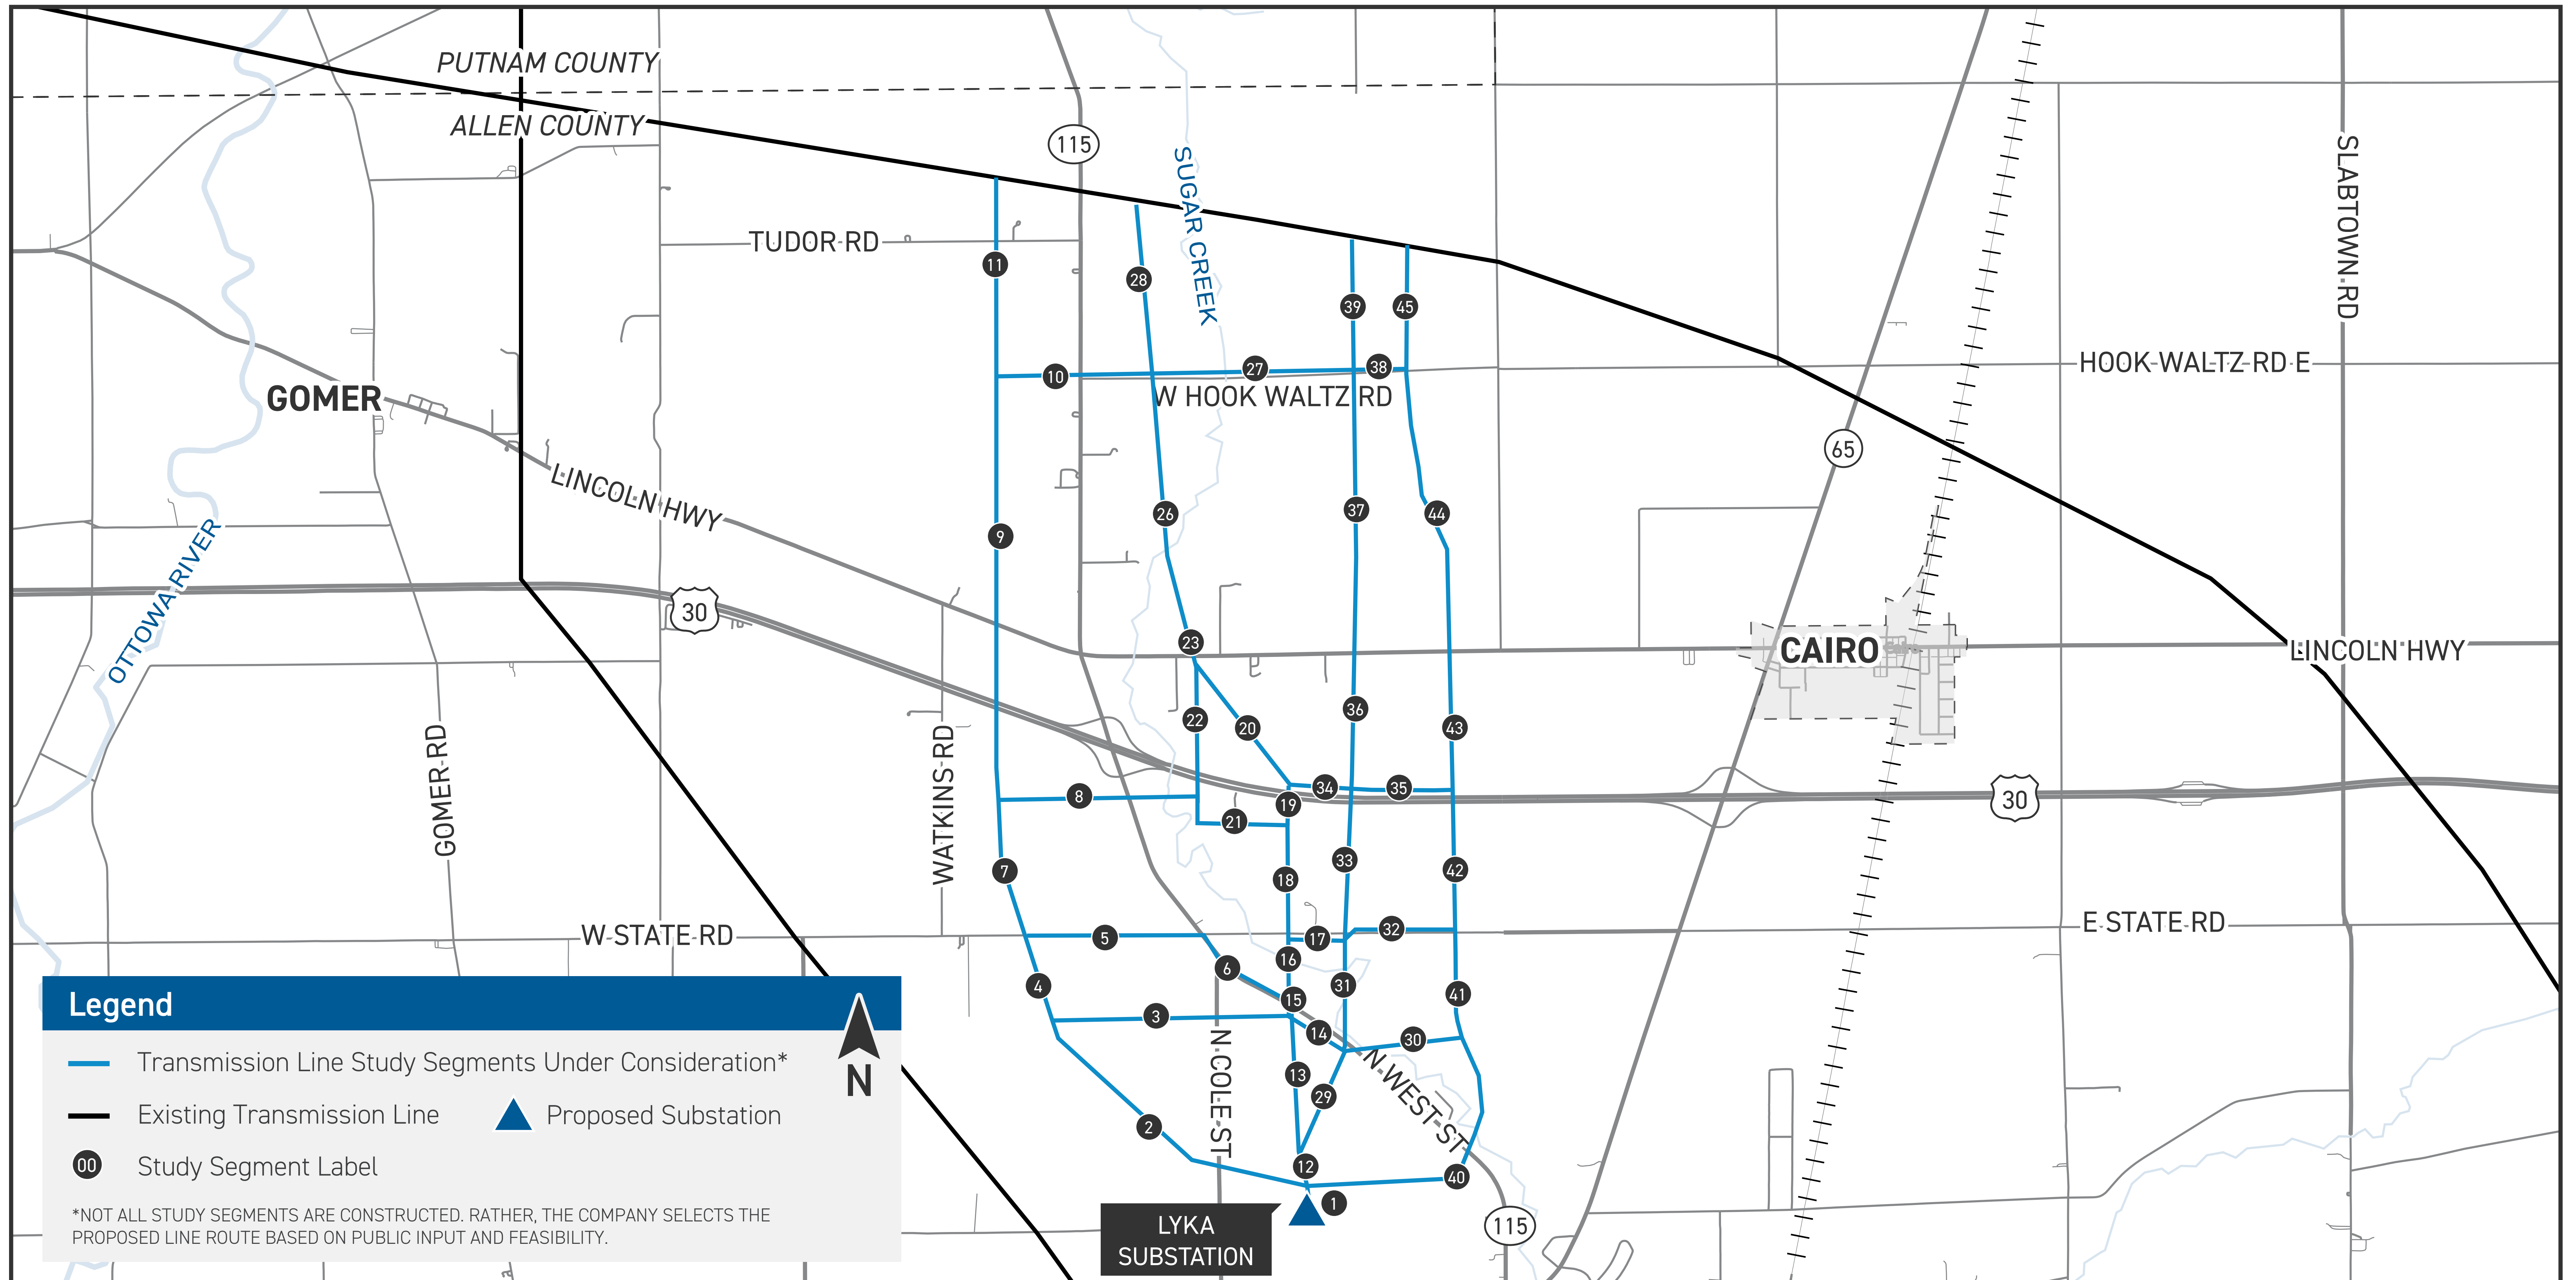 PUTNAM COUNTY
ALLEN COUNTY
115
SUGAR CREEK
SLABTOWN RD
TUDOR RD
11
28
39
45
10
27
38
W HOOK WALTZ RD
HOOK WALTZ RD E
GOMER
LINCOLN HWY
65
9
26
37
44
OTTOWA RIVER
30
23
CAIRO
LINCOLN HWY
22
20
36
43
GOMER RD
WATKINS RD
8
34
35
19
21
30
7
18
33
42
W STATE RD
5
17
32
E STATE RD
6
16
4
15
31
41
3
14
30
N COLE ST
13
29
N WEST ST
2
12
40
1
115
LYKA
SUBSTATION
Legend
Transmission Line Study Segments Under Consideration*
Existing Transmission Line
Proposed Substation
00
Study Segment Label
N
*NOT ALL STUDY SEGMENTS ARE CONSTRUCTED. RATHER, THE COMPANY SELECTS THE
PROPOSED LINE ROUTE BASED ON PUBLIC INPUT AND FEASIBILITY.